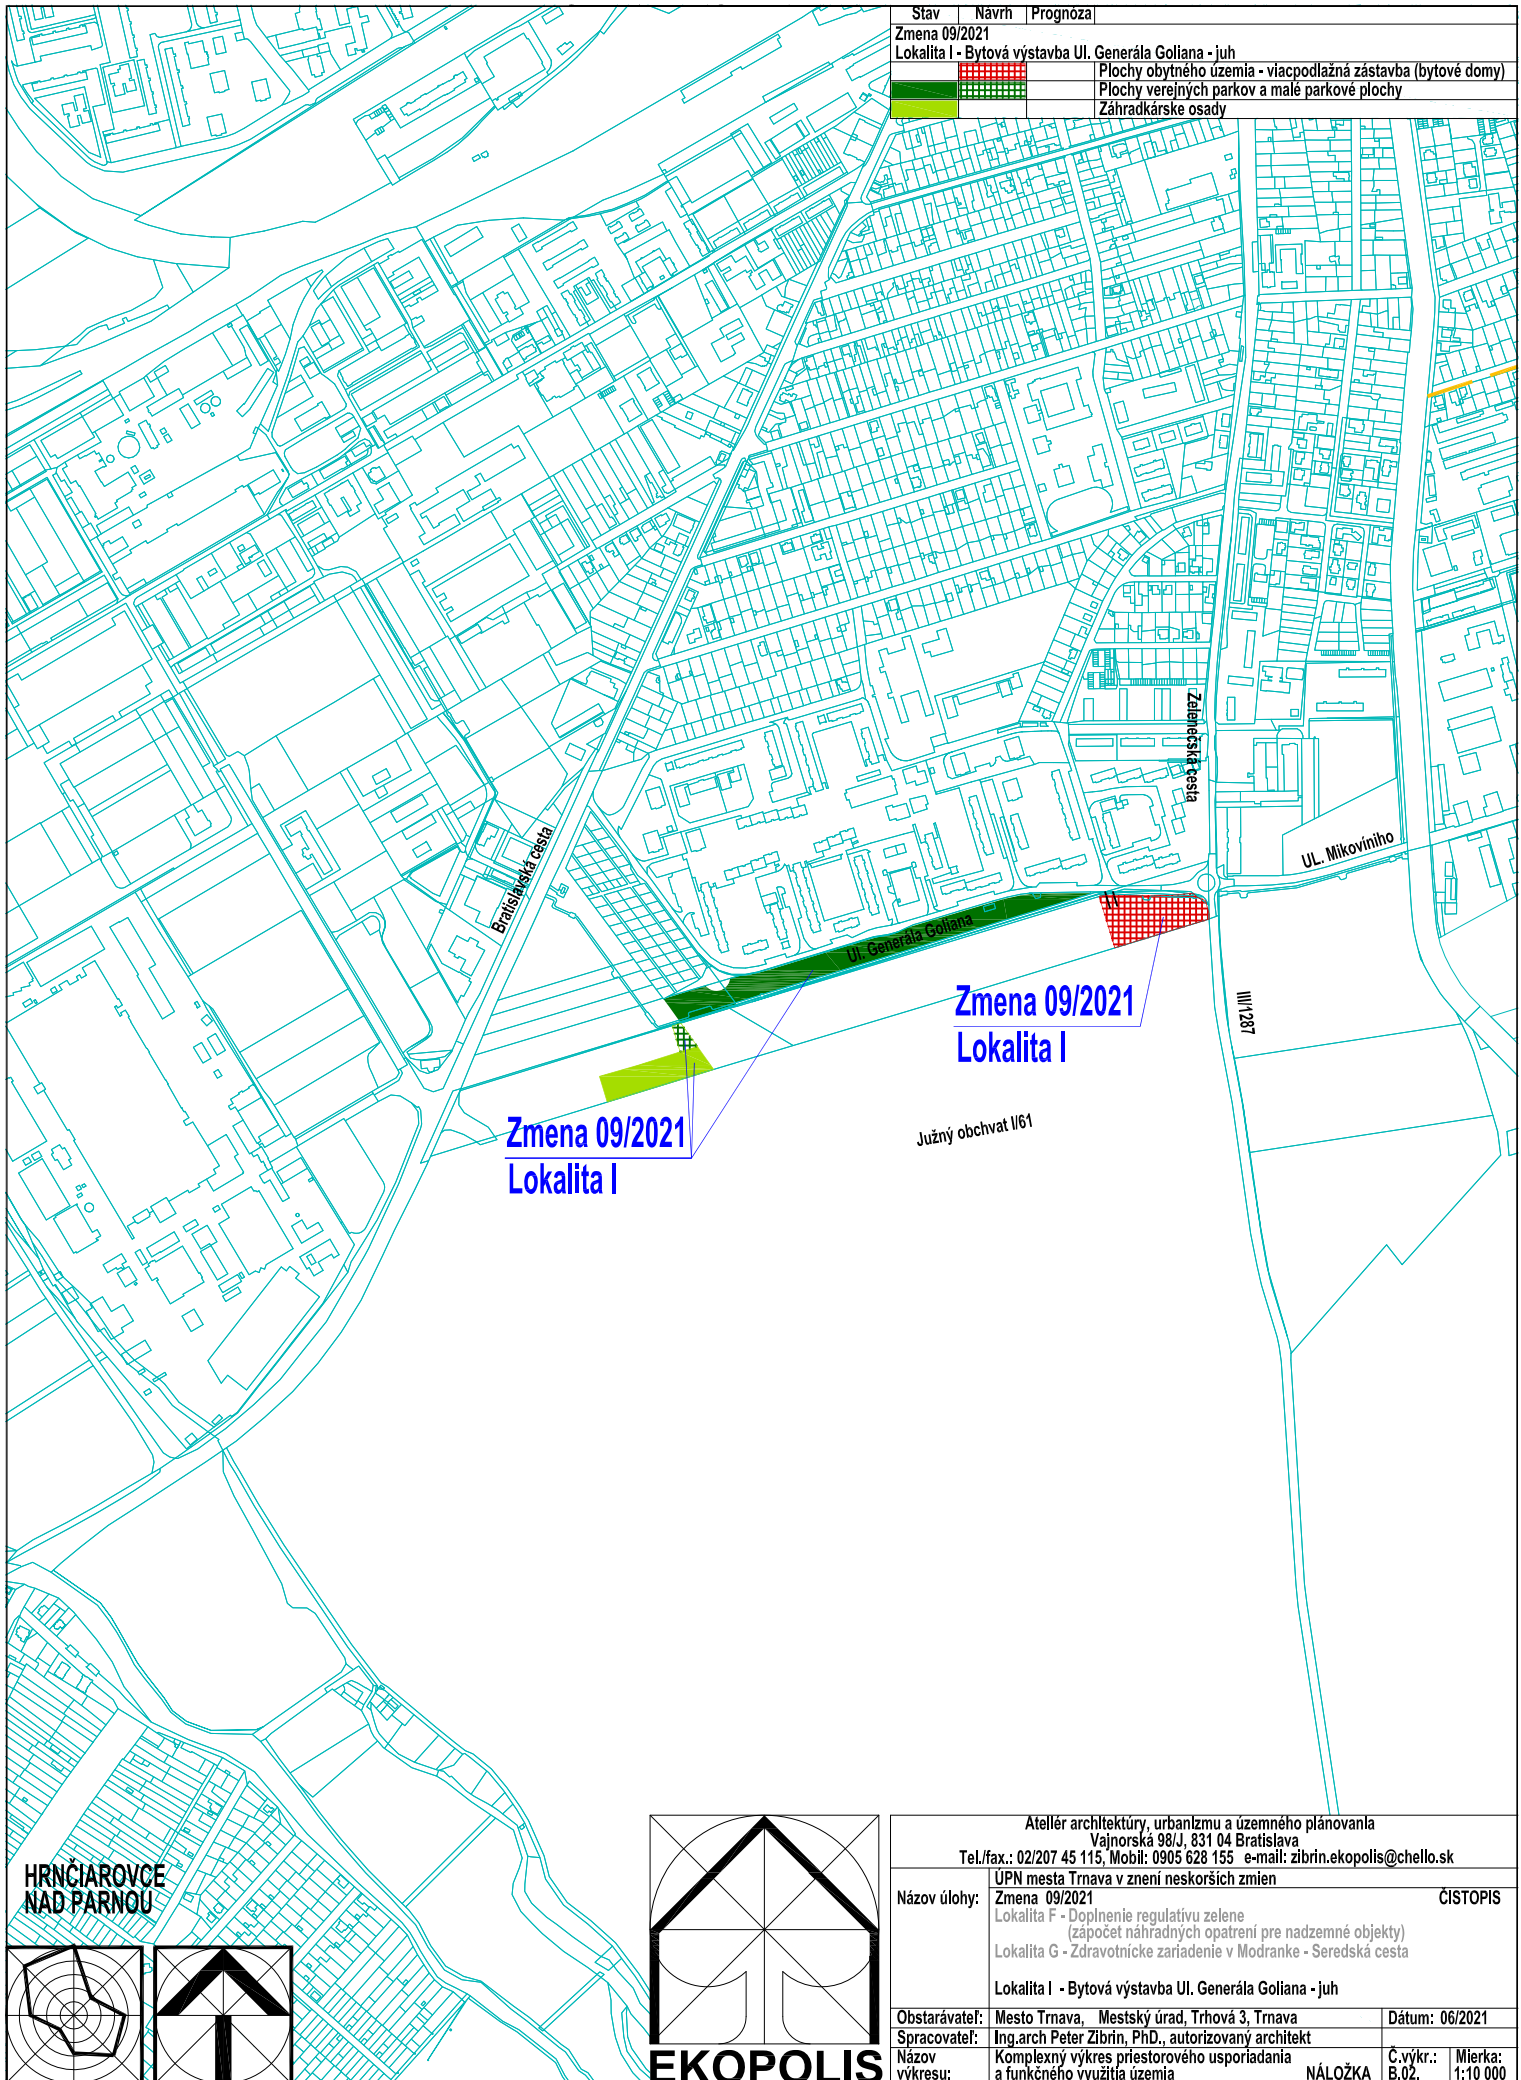 Stav Návrh Prognóza
Zmena 09/2021
Lokalita I - Bytová výstavba Ul. Generála Goliana - juh
Plochy obytného územia - viacpodlažná zástavba (bytové domy)
Plochy verejných parkov a malé parkové plochy
Záhradkárske osady
Zelenečská cesta
UL. Mikovíniho
Bratislavská cesta
Ul. Generála Goliana
Zmena 09/2021
Lokalita I
III/1287
Zmena 09/2021
Lokalita I
Južný obchvat I/61
HRNČIAROVCE
NAD PARNOU
EKOPOLIS
Ateliér architektúry, urbanizmu a územného plánovania
Vajnorská 98/J, 831 04 Bratislava
Tel./fax.: 02/207 45 115, Mobil: 0905 628 155 e-mail: zibrin.ekopolis@chello.sk
ÚPN mesta Trnava v znení neskorších zmien
Názov úlohy: Zmena 09/2021 ČISTOPIS
Lokalita F - Doplnenie regulatívu zelene
(zápočet náhradných opatrení pre nadzemné objekty)
Lokalita G - Zdravotnícke zariadenie v Modranke - Seredská cesta
Lokalita I - Bytová výstavba Ul. Generála Goliana - juh
Obstarávateľ: Mesto Trnava, Mestský úrad, Trhová 3, Trnava Dátum: 06/2021
Spracovateľ: Ing.arch Peter Zibrin, PhD., autorizovaný architekt
Názov Komplexný výkres priestorového usporiadania Č.výkr.: Mierka:
výkresu: a funkčného využitia územia NÁLOŽKA B.02. 1:10 000